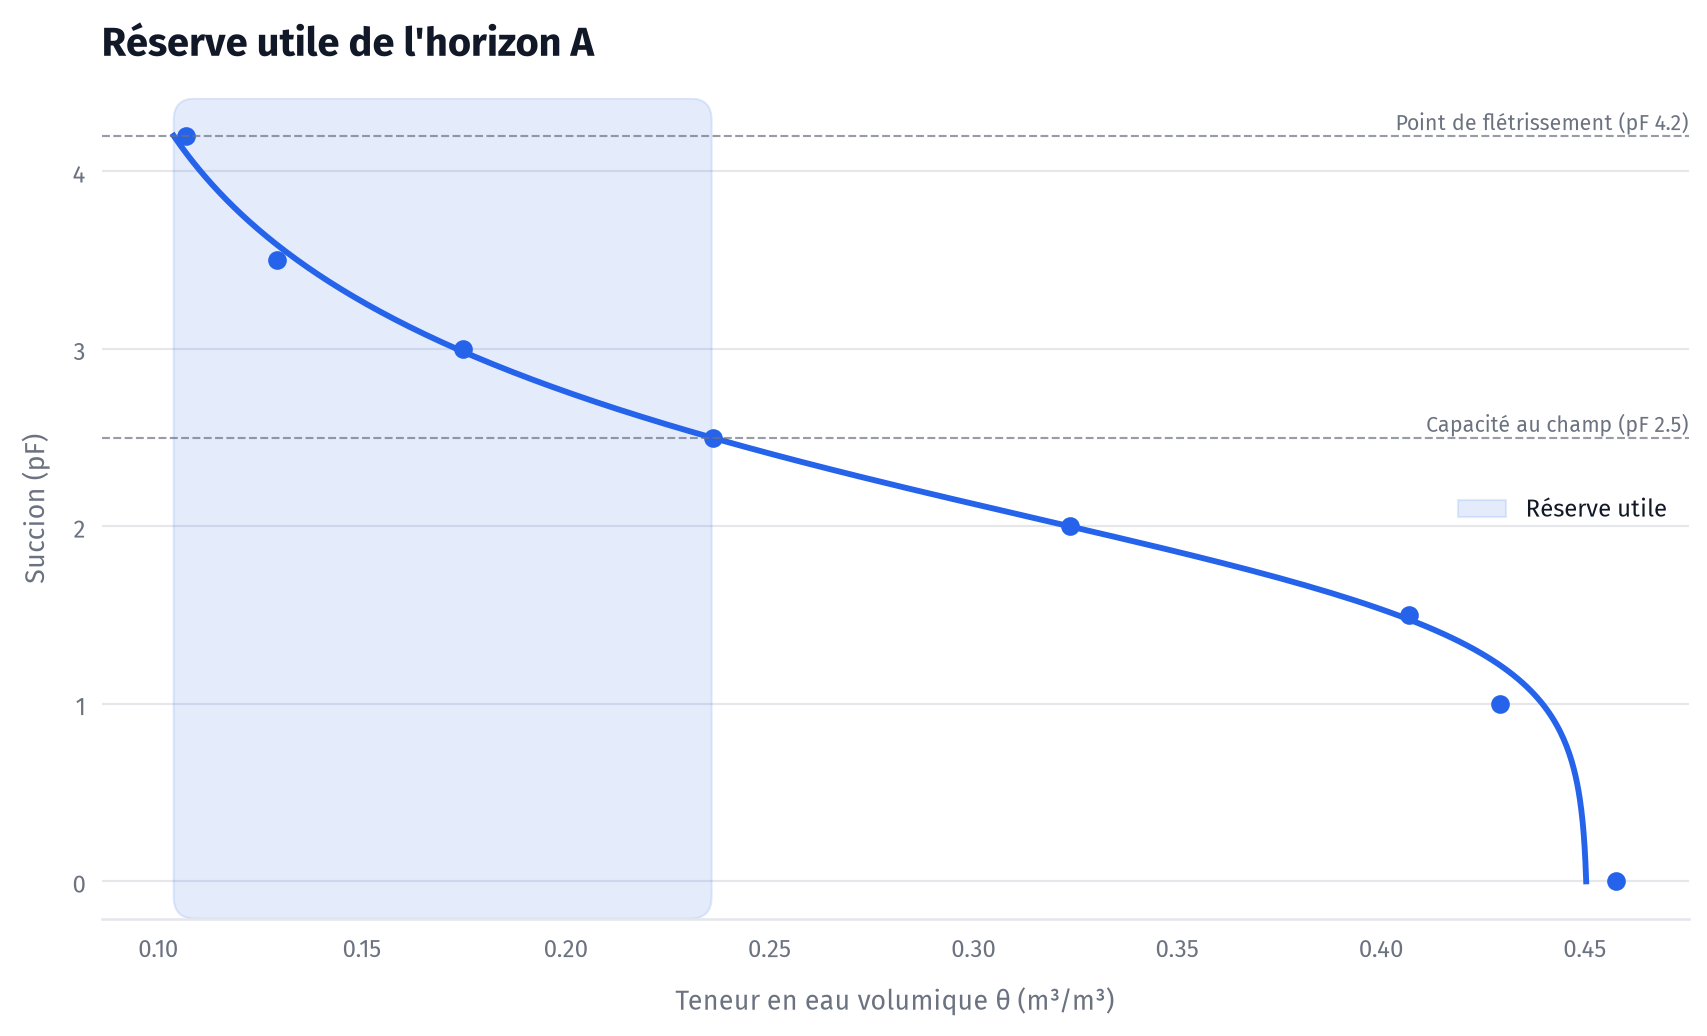 Réserve utile de l'horizon A
Point de flétrissement (pF 4.2)
4
3
Capacité au champ (pF 2.5)
Succion (pF)
Réserve utile
2
1
0
0.10 0.15 0.20 0.25 0.30 0.35 0.40 0.45
Teneur en eau volumique θ (m³/m³)